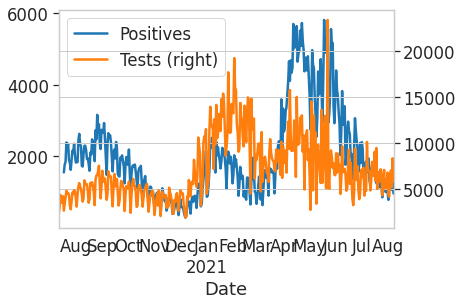 6000
4000
2000
Positives
Tests (right)
20000
15000
10000
5000
Aug Sep Oct Nov Dec Jan Feb Mar Apr May Jun Jul Aug
2021
Date